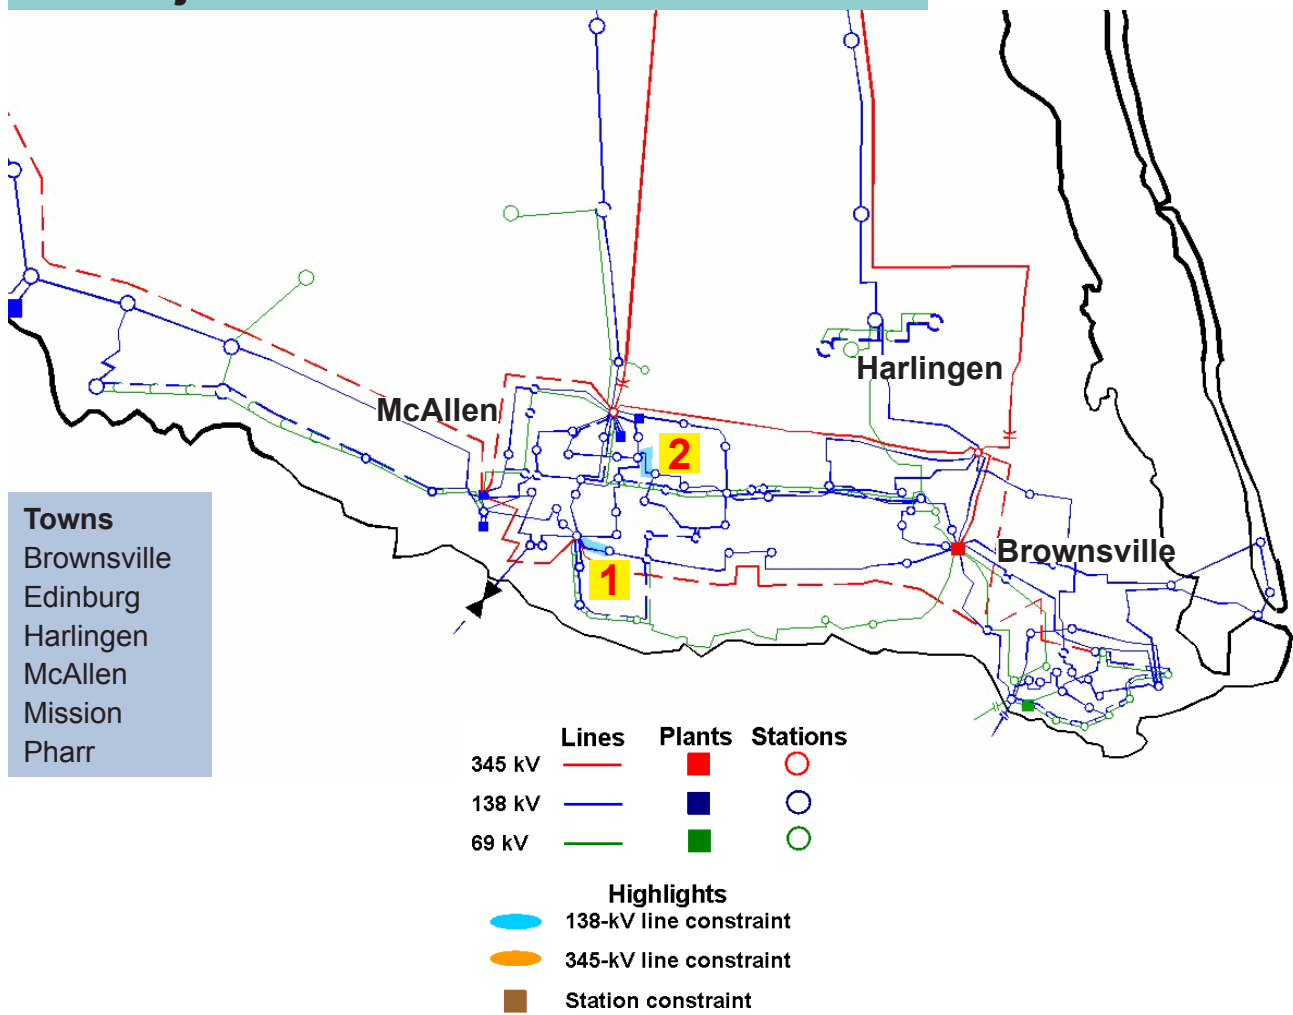 McAllen
Harlingen
2
1
Brownsville
Towns
Brownsville
Edinburg
Harlingen
McAllen
Mission
Pharr
Lines Plants Stations
345 kV
138 kV
69 kV
Highlights
138-kV line constraint
345-kV line constraint
Station constraint